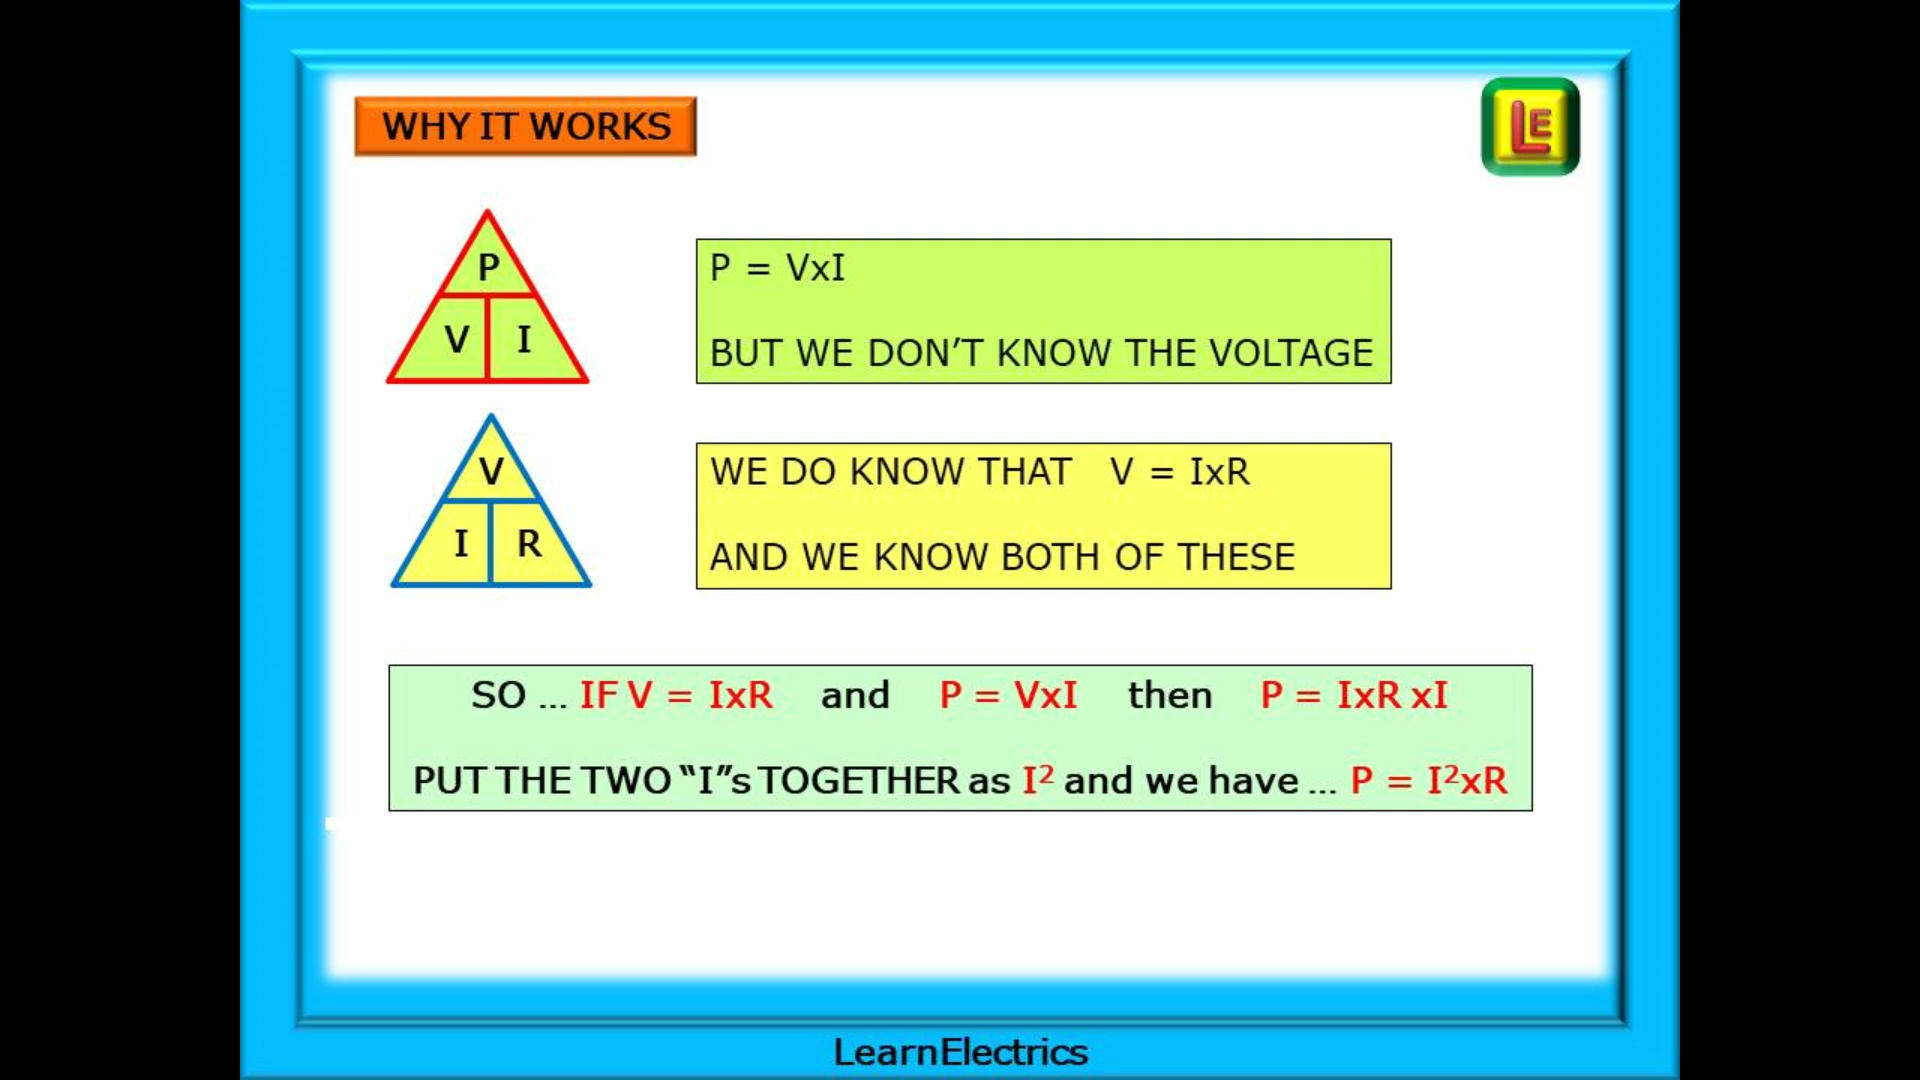 WHY IT WORKS
LE
P
V I
P = VxI
BUT WE DON'T KNOW THE VOLTAGE
V
I R
WE DO KNOW THAT V = IxR
AND WE KNOW BOTH OF THESE
SO ... IF V = IxR and P = VxI then P = IxR xI
PUT THE TWO “I”s TOGETHER as I² and we have ... P = I²xR
LearnElectrics